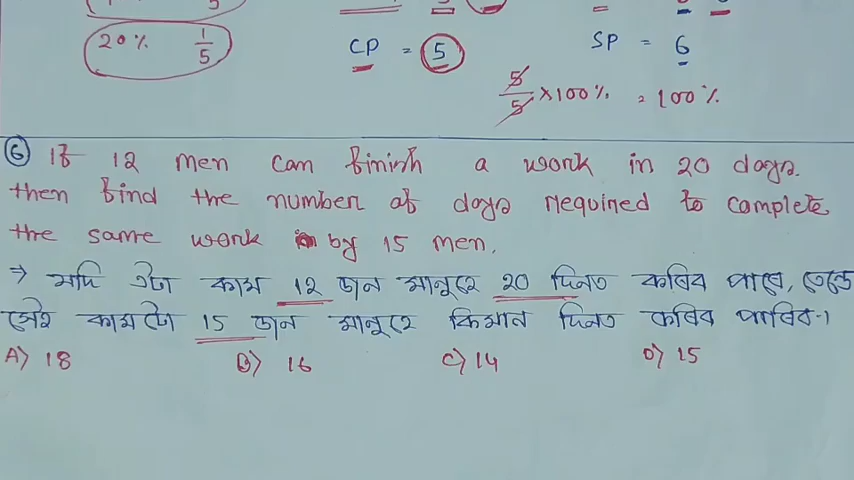 20% 1/5
CP = 5
SP = 6
5/5 ×100% = 100%
6 If 12 men can finish a work in 20 days.
then find the number of days required to complete
the same work by 15 men.
⇒ যদি এটা কাম 12 জন মানুহে 20 দিনত কৰিব পাৰে, তেন্তে
সেই কামটো 15 জন মানুহে কিমান দিনত কৰিব পাৰিব।
A) 18 B) 16 C) 14 D) 15